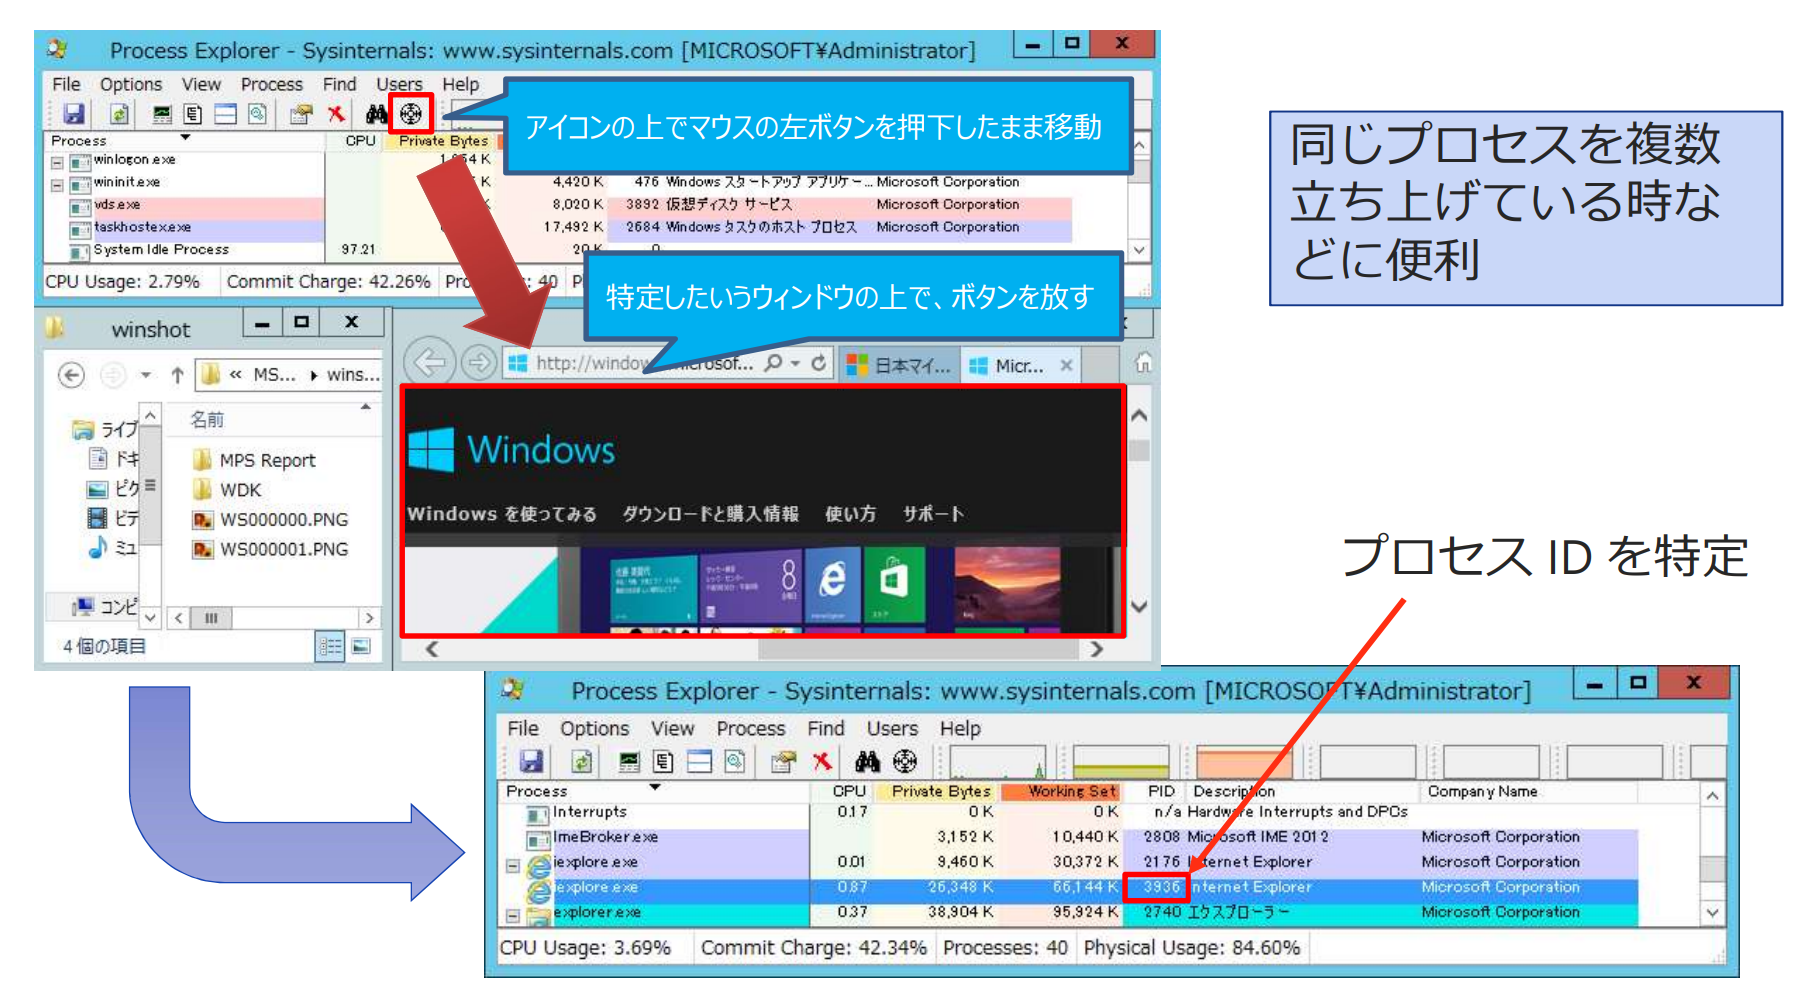 Process Explorer - Sysinternals: www.sysinternals.com [MICROSOFT¥Administrator]
File Options View Process Find Users Help
アイコンの上でマウスの左ボタンを押下したまま移動
Process CPU Private Bytes
winlogon.exe
wininit.exe K 4,420 K 476 Windows スタートアップ アプリケー... Microsoft Corporation
vds.exe K 8,020 K 3892 仮想ディスク サービス Microsoft Corporation
taskhostex.exe 17,492 K 2684 Windows タスクのホスト プロセス Microsoft Corporation
System Idle Process 97.21 20 K 0
CPU Usage: 2.79% Commit Charge: 42.26% : 40
特定したいうウィンドウの上で、ボタンを放す
同じプロセスを複数
立ち上げている時な
どに便利
winshot
« MS... wins...
名前
ライブ
ドキ
ピク
ビデ
ミュ
コンピ
MPS Report
WDK
WS000000.PNG
WS000001.PNG
4 個の項目
http://window microsof...
日本マイ...
Micr...
Windows
Windows を使ってみる ダウンロードと購入情報 使い方 サポート
8
プロセス ID を特定
Process Explorer - Sysinternals: www.sysinternals.com [MICROSOFT¥Administrator]
File Options View Process Find Users Help
Process CPU Private Bytes Working Set PID Description Company Name
Interrupts 0.17 0 K 0 K n/a Hardware Interrupts and DPCs
ImeBroker.exe 3,152 K 10,440 K 2808 Microsoft IME 2012 Microsoft Corporation
iexplore.exe 0.01 9,460 K 30,372 K 2176 Internet Explorer Microsoft Corporation
iexplore.exe 0.87 26,348 K 66,144 K 3936 Internet Explorer Microsoft Corporation
explorer.exe 0.37 38,904 K 95,924 K 2740 エクスプローラー Microsoft Corporation
CPU Usage: 3.69% Commit Charge: 42.34% Processes: 40 Physical Usage: 84.60%